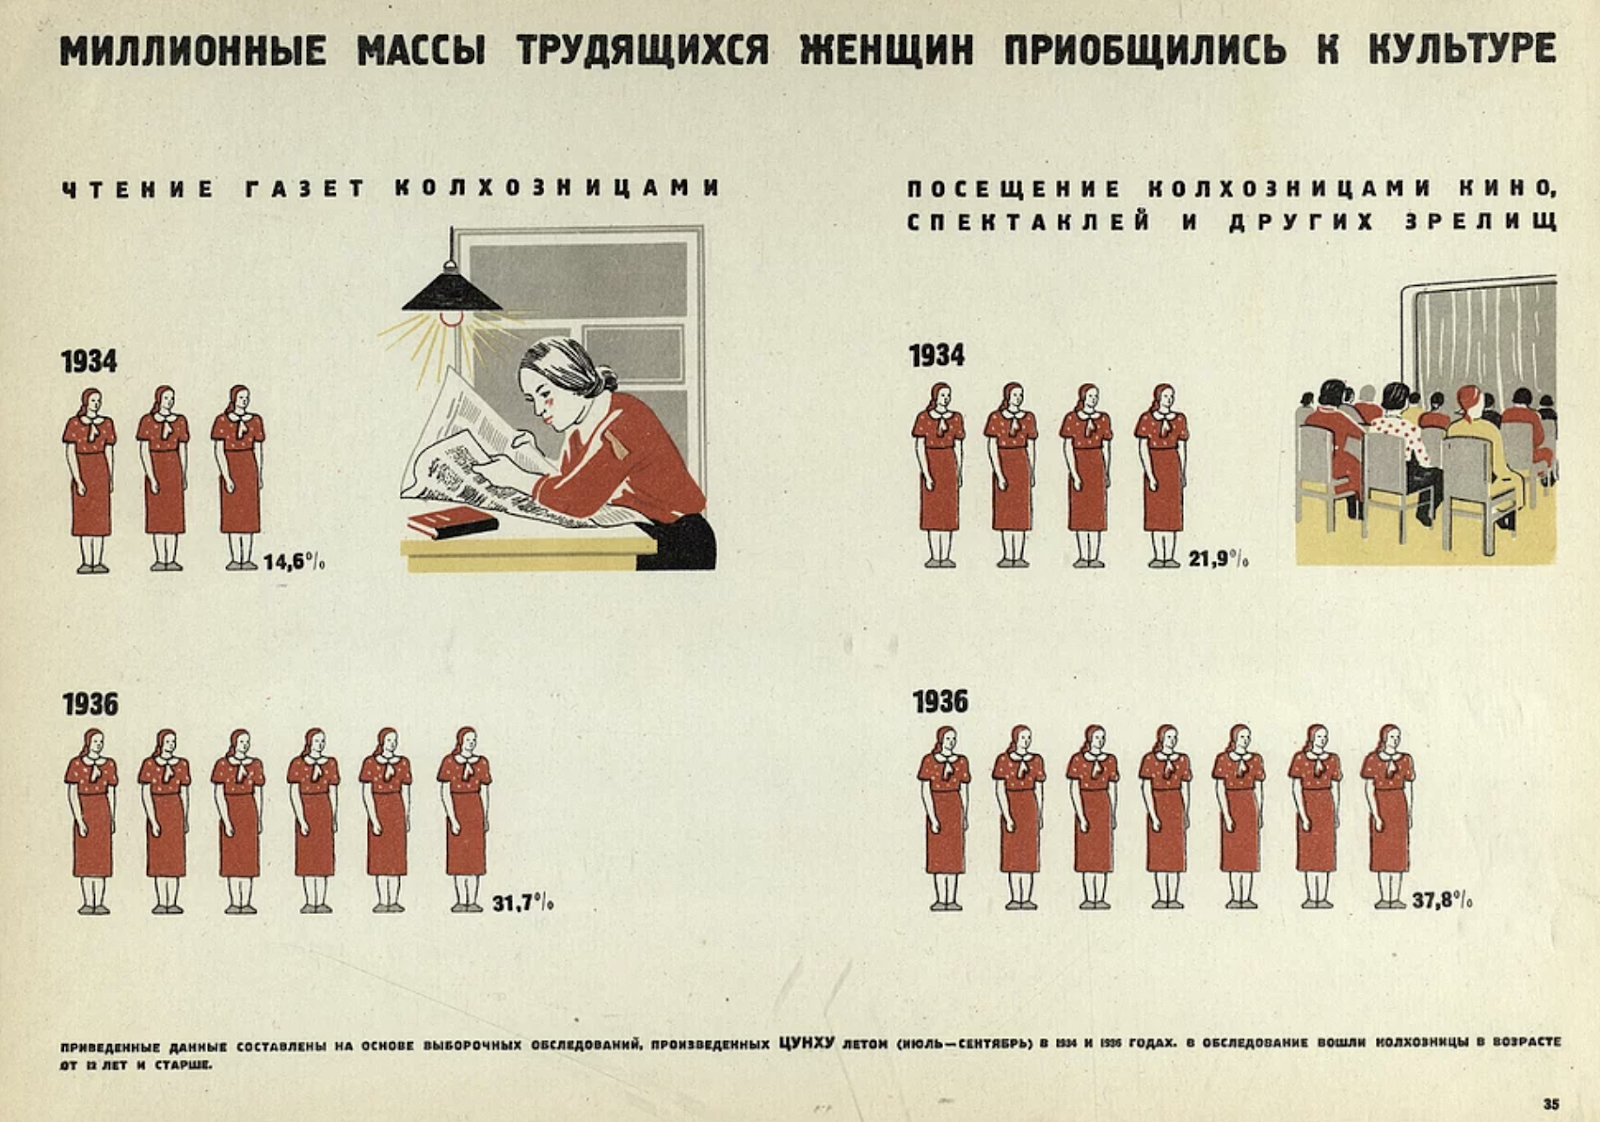 МИЛЛИОННЫЕ МАССЫ ТРУДЯЩИХСЯ ЖЕНЩИН ПРИОБЩИЛИСЬ К КУЛЬТУРЕ
ЧТЕНИЕ ГАЗЕТ КОЛХОЗНИЦАМИ
1934
14,6%
1936
31,7%
ПОСЕЩЕНИЕ КОЛХОЗНИЦАМИ КИНО,
СПЕКТАКЛЕЙ И ДРУГИХ ЗРЕЛИЩ
1934
21,9%
1936
37,8%
ПРИВЕДЕННЫЕ ДАННЫЕ СОСТАВЛЕНЫ НА ОСНОВЕ ВЫБОРОЧНЫХ ОБСЛЕДОВАНИЙ, ПРОИЗВЕДЕННЫХ ЦУНХУ ЛЕТОМ (ИЮЛЬ—СЕНТЯБРЬ) В 1934 И 1936 ГОДАХ. В ОБСЛЕДОВАНИЕ ВОШЛИ КОЛХОЗНИЦЫ В ВОЗРАСТЕ
ОТ 12 ЛЕТ И СТАРШЕ.
35